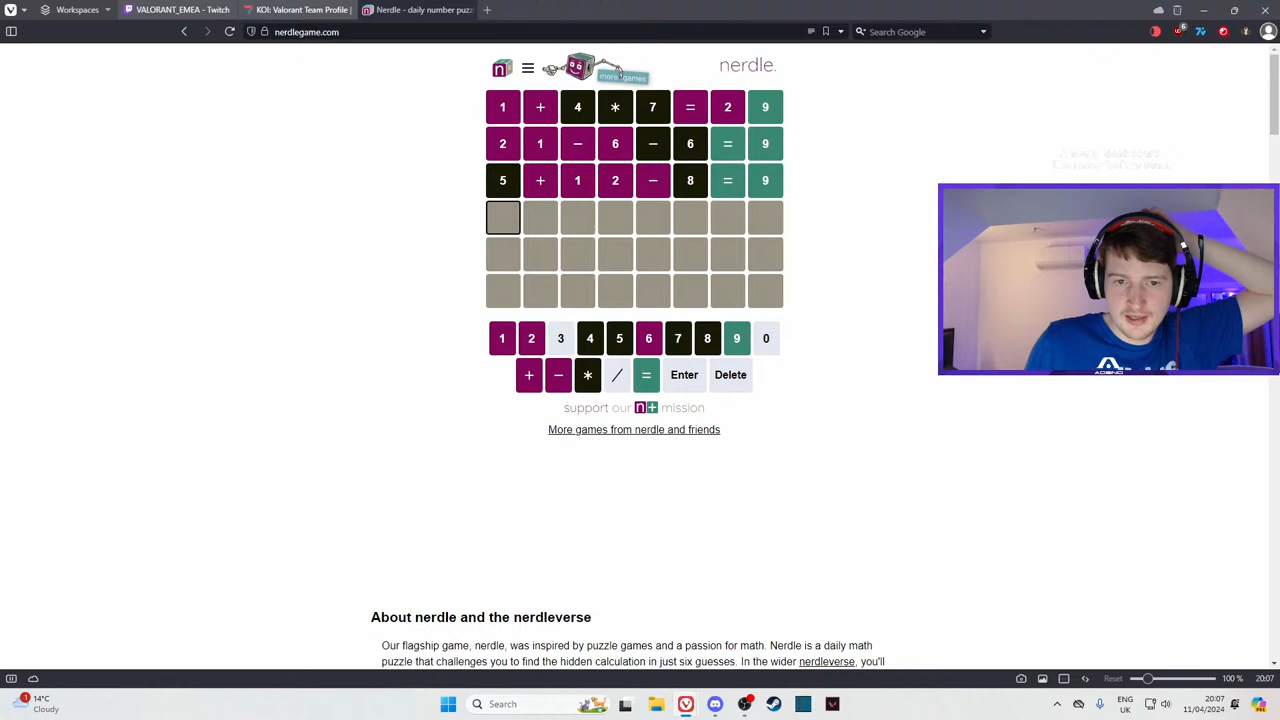 VALORANT_EMEA - Twitch
KOI: Valorant Team Profile |
Nerdle - daily number puzz
Workspaces
nerdlegame.com
Search Google
more games
nerdle.
1 + 4 * 7 = 2 9
2 1 - 6 - 6 = 9
5 + 1 2 - 8 = 9
1 2 3 4 5 6 7 8 9 0
+ - * / = Enter Delete
support our n+ mission
More games from nerdle and friends
About nerdle and the nerdleverse
Our flagship game, nerdle, was inspired by puzzle games and a passion for math. Nerdle is a daily math
puzzle that challenges you to find the hidden calculation in just six guesses. In the wider nerdleverse, you'll
Reset
100 %
20:07
1
14°C
Cloudy
Search
ENG
UK
20:07
11/04/2024